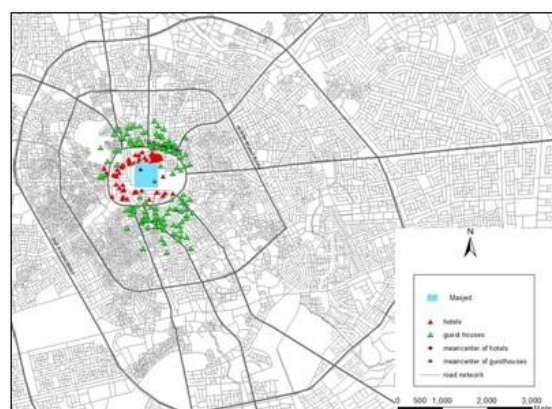 N
Masjed
hotels
guest houses
meancenter of hotels
meancenter of guesthouses
road network
0 500 1,000 2,000 3,000